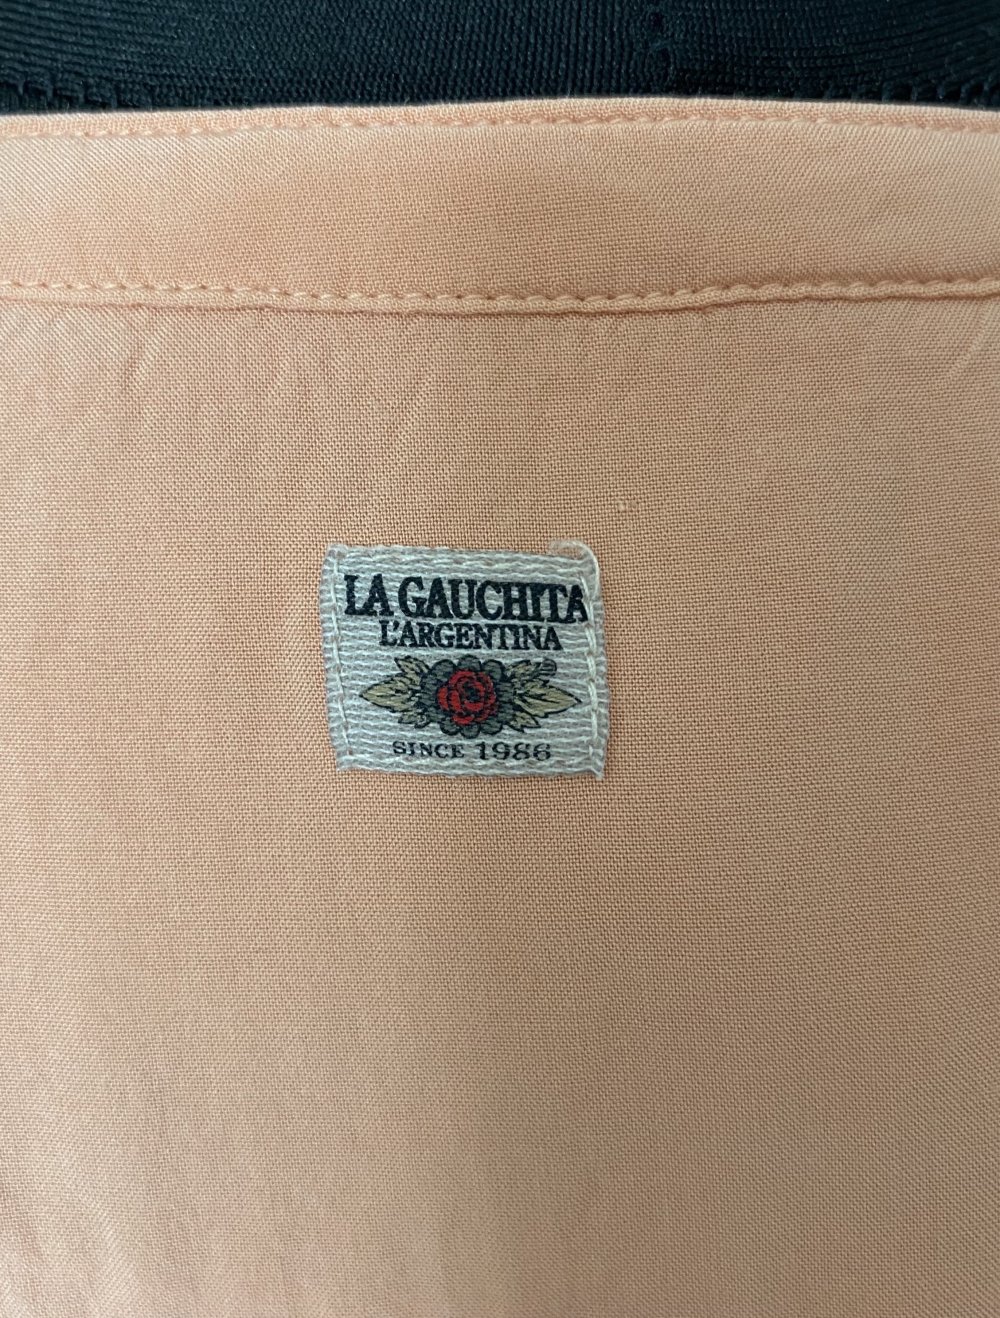 LA GAUCHITA
L'ARGENTINA
SINCE 1986